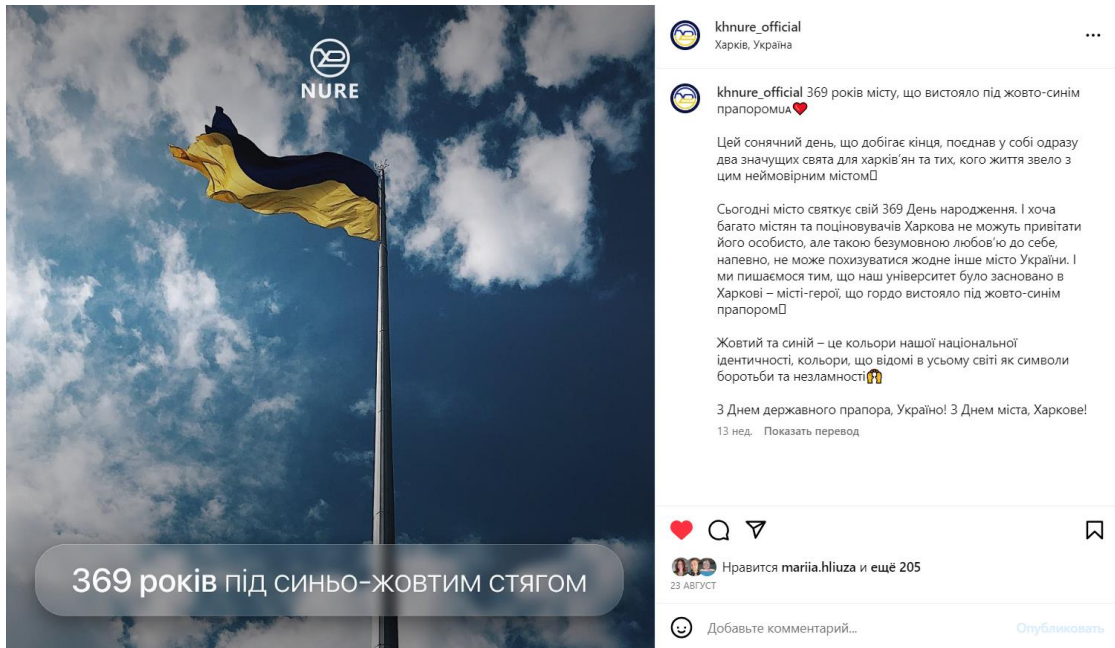 NURE
369 років під синьо-жовтим стягом
khnure_official
Харків, Україна
khnure_official 369 років місту, що вистояло під жовто-синім
прапоромUA❤️
Цей сонячний день, що добігає кінця, поєднав у собі одразу
два значущих свята для харків’ян та тих, кого життя звело з
цим неймовірним містом▯
Сьогодні місто святкує свій 369 День народження. І хоча
багато містян та поціновувачів Харкова не можуть привітати
його особисто, але такою безумовною любов’ю до себе,
напевно, не може похизуватися жодне інше місто України. І
ми пишаємося тим, що наш університет було засновано в
Харкові – місті-герої, що гордо вистояло під жовто-синім
прапором▯
Жовтий та синій – це кольори нашої національної
ідентичності, кольори, що відомі в усьому світі як символи
боротьби та незламності🙌
З Днем державного прапора, Україно! З Днем міста, Харкове!
13 нед. Показать перевод
Нравится mariia.hliuza и ещё 205
23 АВГУСТ
Добавьте комментарий...
Опубликовать